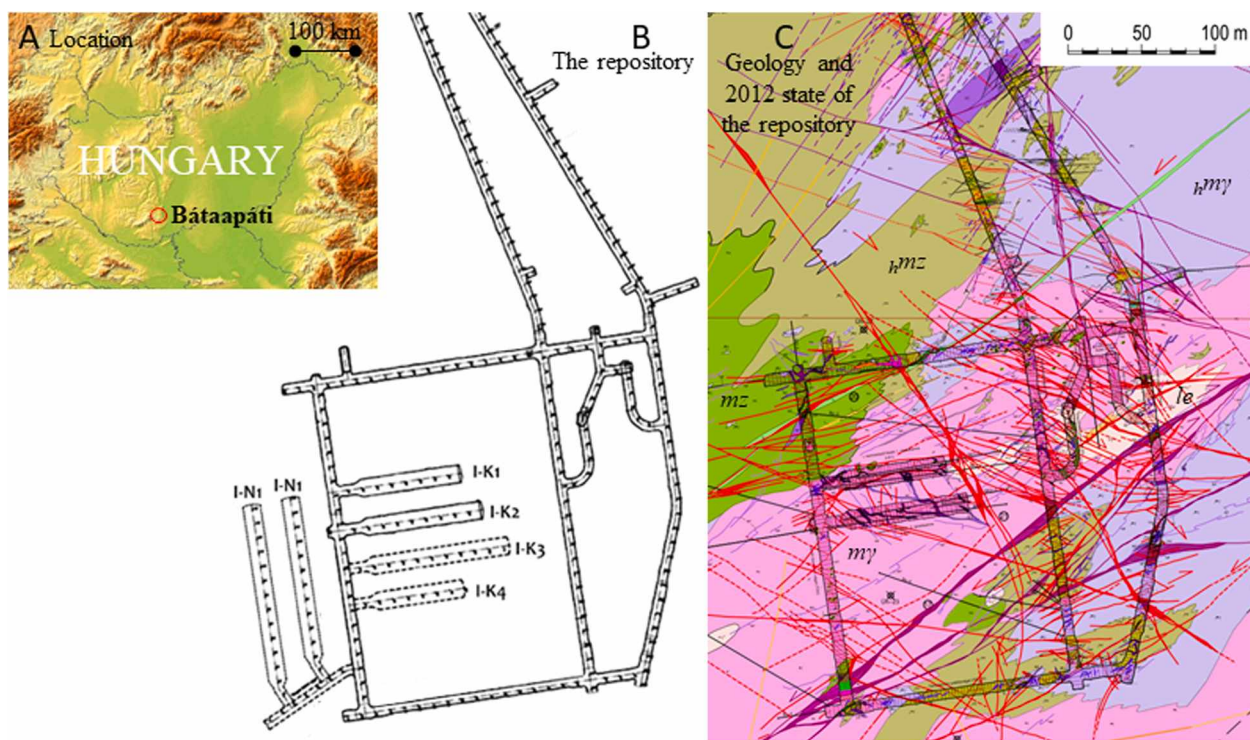 A Location
100 km
HUNGARY
Bátaapáti
B
The repository
I-N1 I-N1
I-K1
I-K2
I-K3
I-K4
C
Geology and
2012 state of
the repository
0 50 100 m
hmγ
hmz
mz
le
mγ